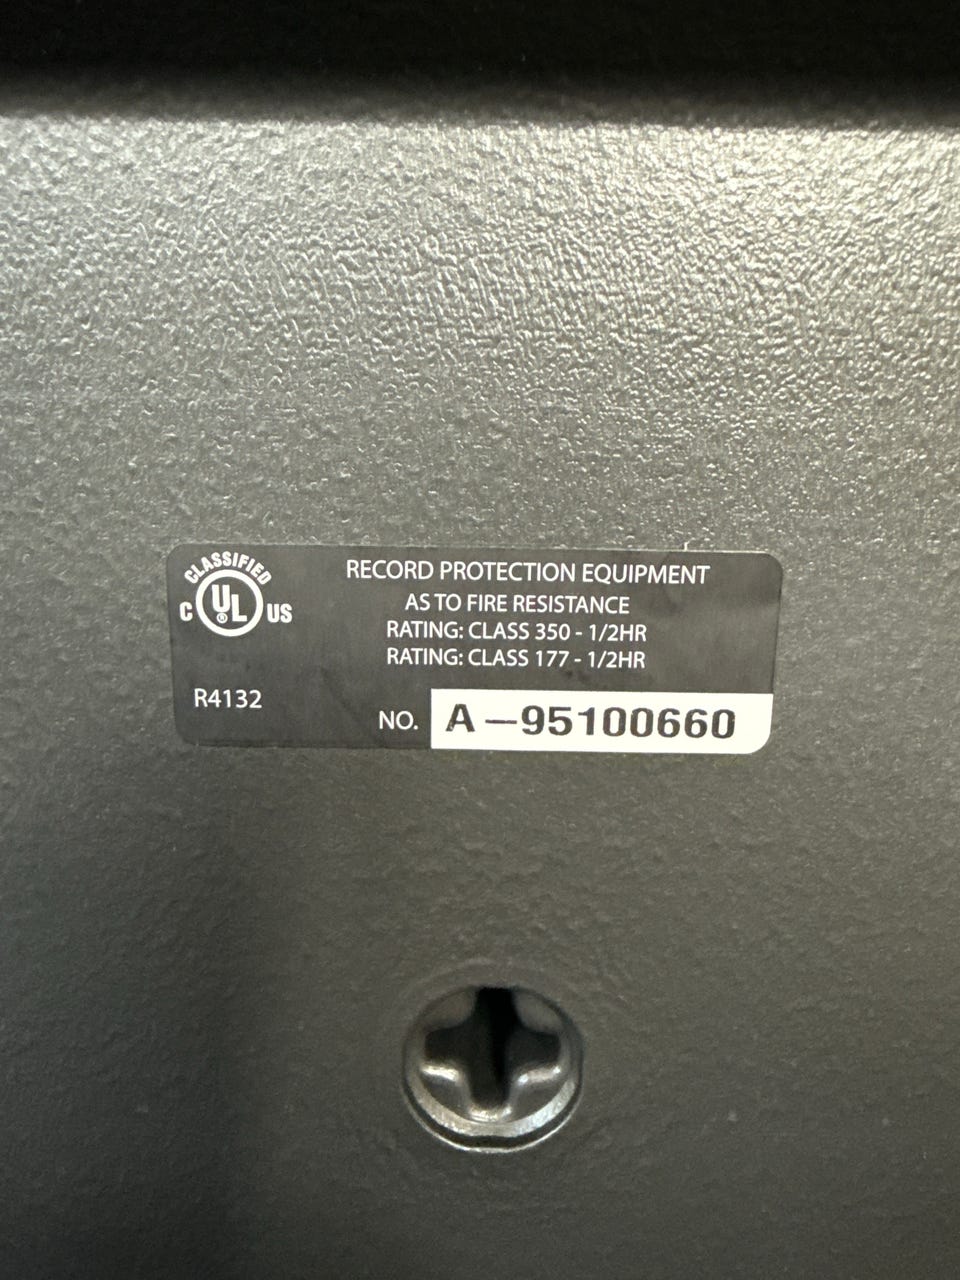 CLASSIFIED
C UL ® US
RECORD PROTECTION EQUIPMENT
AS TO FIRE RESISTANCE
RATING: CLASS 350 - 1/2HR
RATING: CLASS 177 - 1/2HR
R4132
NO. A-95100660